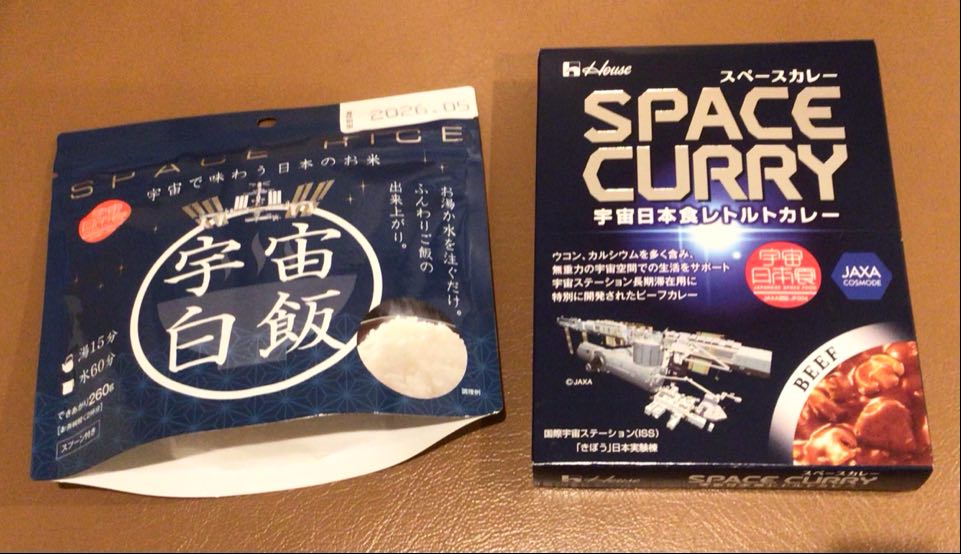 2026.05
SPACE RICE
宇宙で味わう日本のお米
お湯か水を注ぐだけ。
ふんわりご飯の
出来上がり。
宇宙
白飯
湯15分
水60分
できあがり260g
スプーン付き
調理例
House
スペースカレー
SPACE
CURRY
宇宙日本食レトルトカレー
ウコン、カルシウムを多く含み、
無重力の宇宙空間での生活をサポート
宇宙ステーション長期滞在用に
特別に開発されたビーフカレー
宇宙
日本食
JAPANESE SPACE FOOD
JAXA
COSMODE
©JAXA
BEEF
国際宇宙ステーション(ISS)
「きぼう」日本実験棟
House
スペースカレー
SPACE CURRY